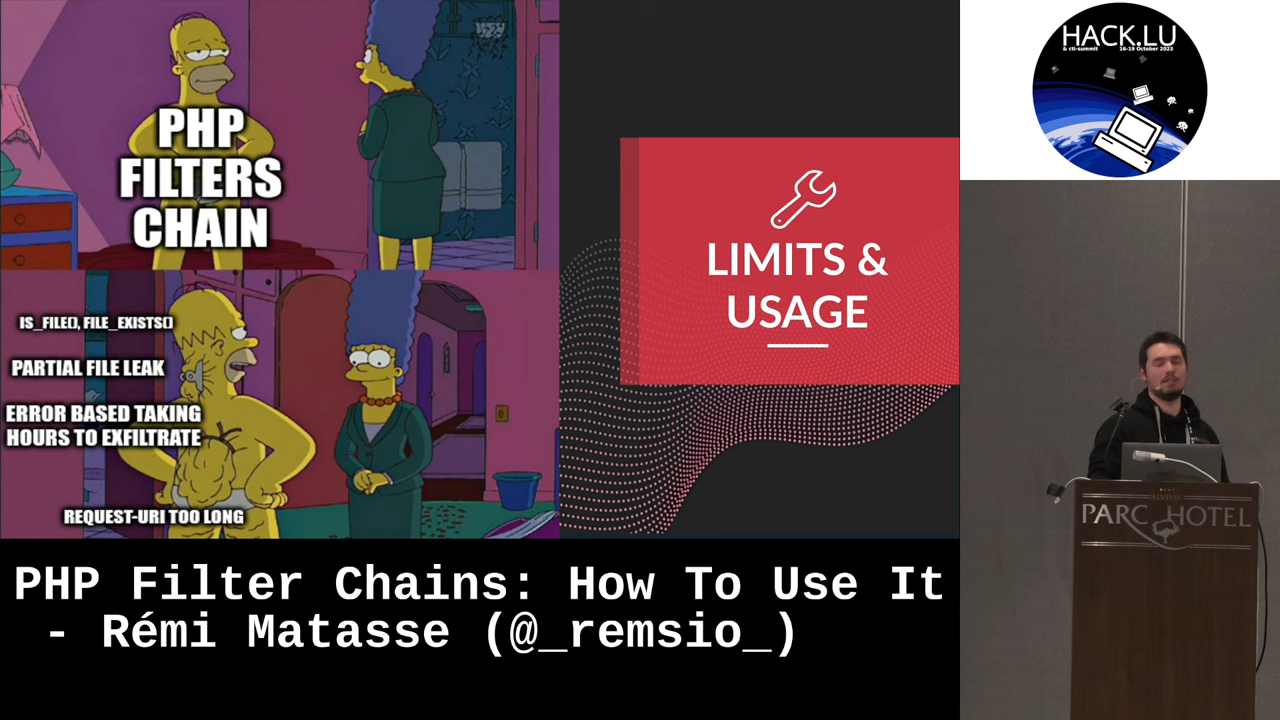 PHP
FILTERS
CHAIN
IS_FILE(), FILE_EXISTS()
PARTIAL FILE LEAK
ERROR BASED TAKING
HOURS TO EXFILTRATE
REQUEST-URI TOO LONG
LIMITS &
USAGE
HACK.LU
& cti-summit 16-19 October 2023
PARC HOTEL
PHP Filter Chains: How To Use It
- Rémi Matasse (@_remsio_)